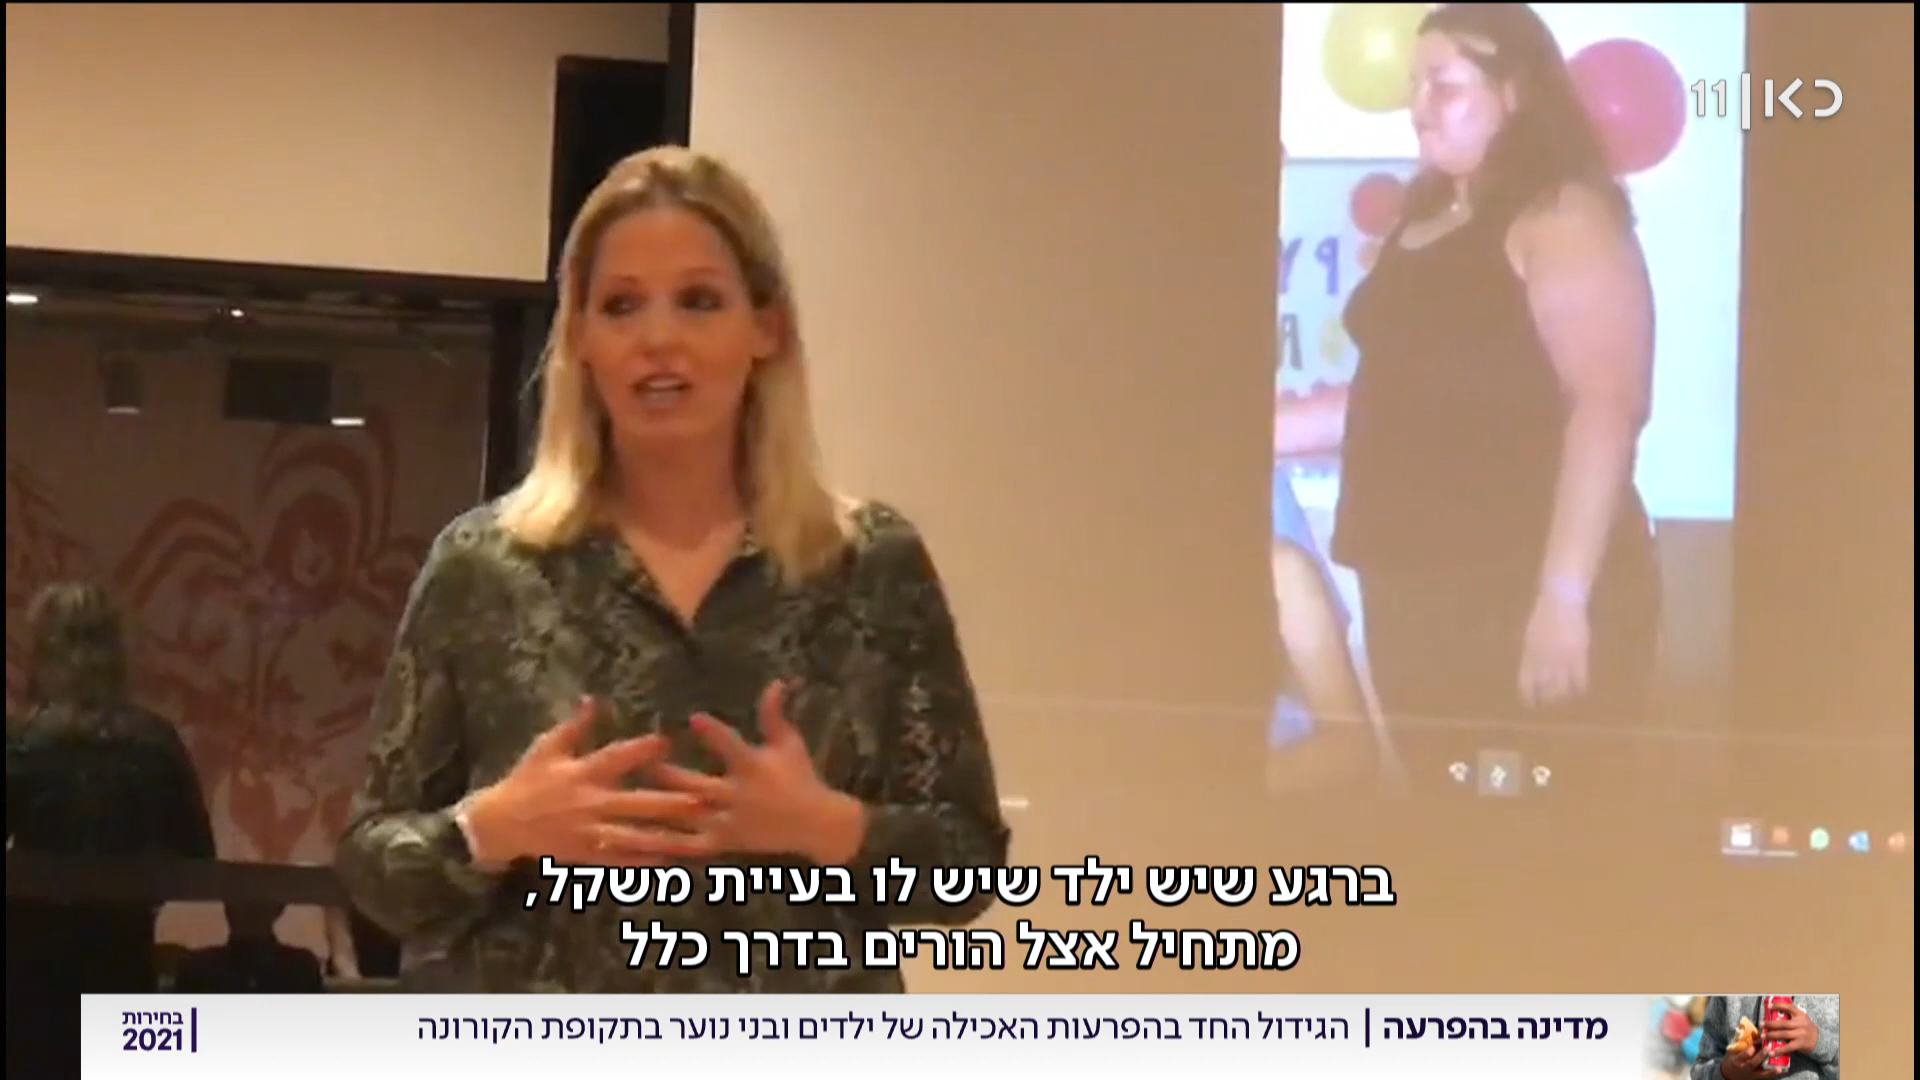 כאן 11
ברגע שיש ילד שיש לו בעיית משקל,
מתחיל אצל הורים בדרך כלל
מדינה בהפרעה | הגידול החד בהפרעות האכילה של ילדים ובני נוער בתקופת הקורונה
בחירות
2021